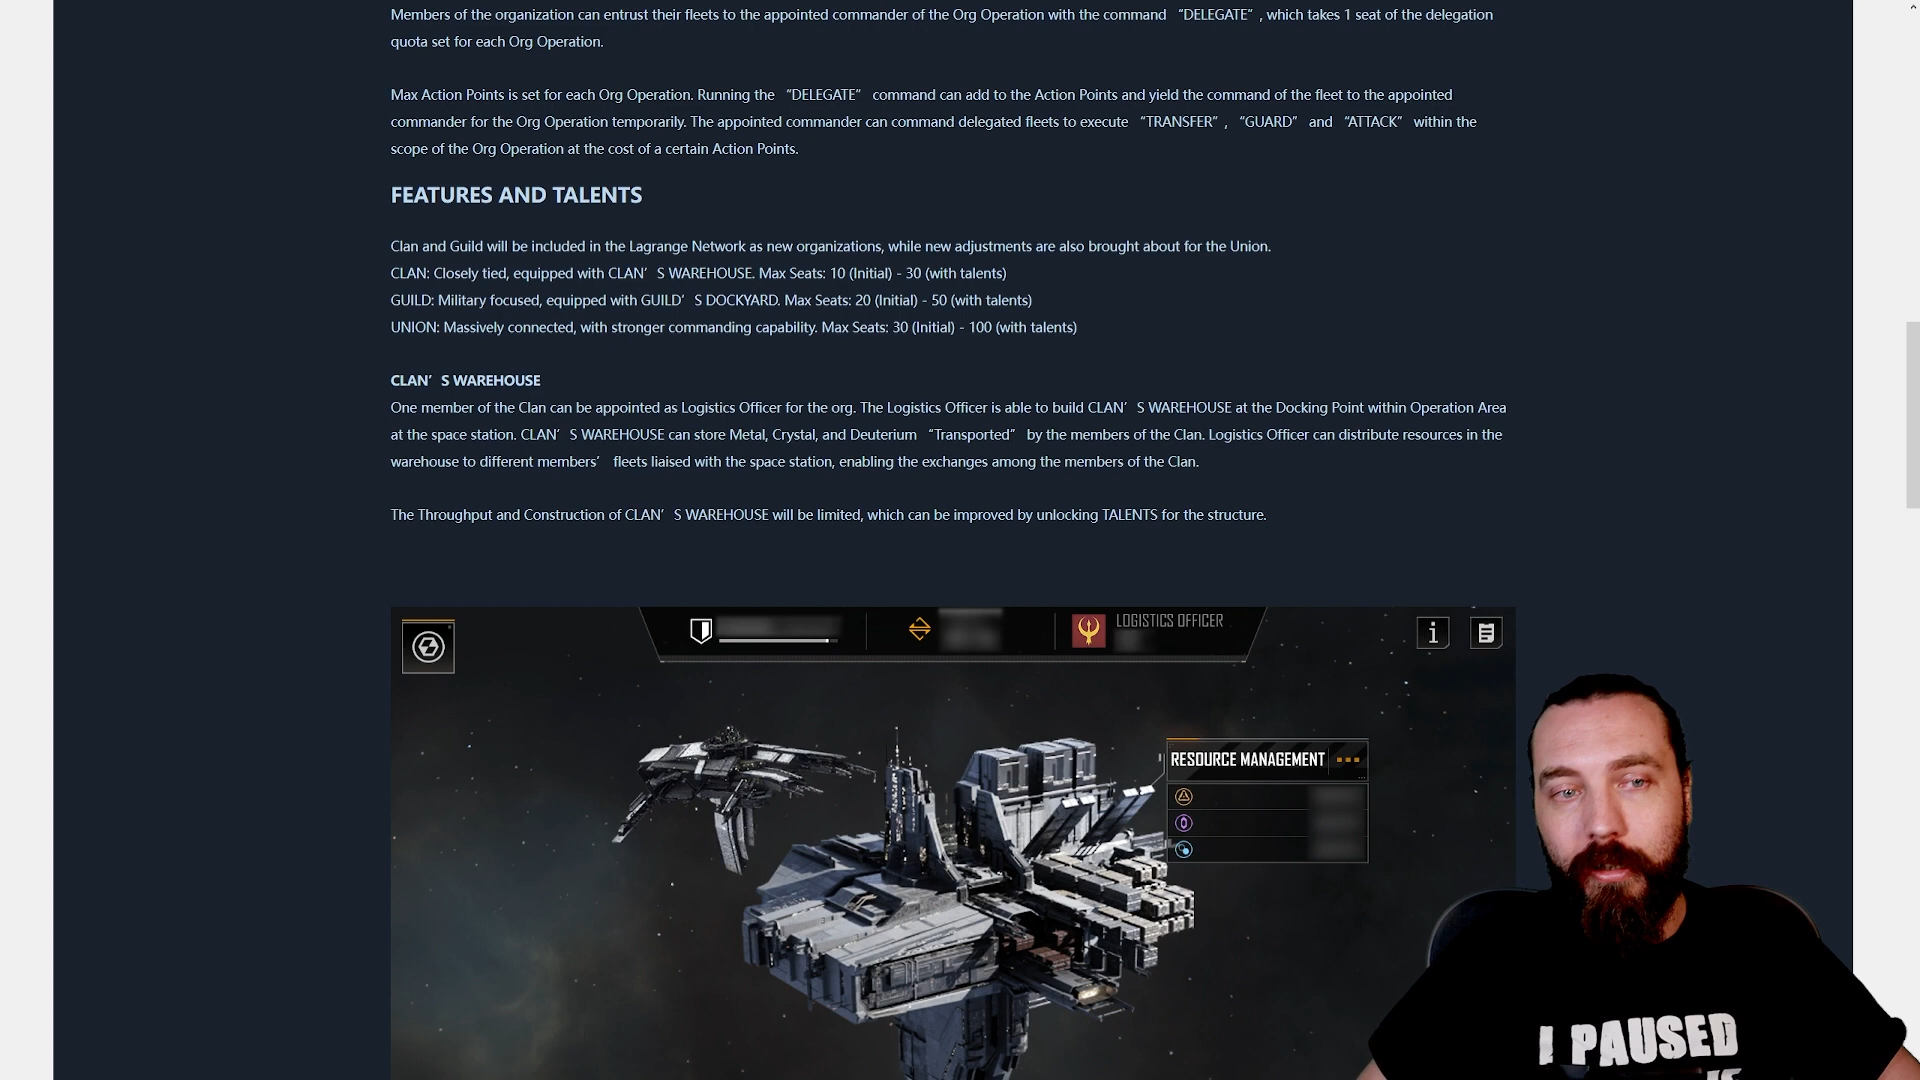 Members of the organization can entrust their fleets to the appointed commander of the Org Operation with the command “DELEGATE”, which takes 1 seat of the delegation
quota set for each Org Operation.
Max Action Points is set for each Org Operation. Running the “DELEGATE” command can add to the Action Points and yield the command of the fleet to the appointed
commander for the Org Operation temporarily. The appointed commander can command delegated fleets to execute “TRANSFER”, “GUARD” and “ATTACK” within the
scope of the Org Operation at the cost of a certain Action Points.
FEATURES AND TALENTS
Clan and Guild will be included in the Lagrange Network as new organizations, while new adjustments are also brought about for the Union.
CLAN: Closely tied, equipped with CLAN’S WAREHOUSE. Max Seats: 10 (Initial) - 30 (with talents)
GUILD: Military focused, equipped with GUILD’S DOCKYARD. Max Seats: 20 (Initial) - 50 (with talents)
UNION: Massively connected, with stronger commanding capability. Max Seats: 30 (Initial) - 100 (with talents)
CLAN’S WAREHOUSE
One member of the Clan can be appointed as Logistics Officer for the org. The Logistics Officer is able to build CLAN’S WAREHOUSE at the Docking Point within Operation Area
at the space station. CLAN’S WAREHOUSE can store Metal, Crystal, and Deuterium “Transported” by the members of the Clan. Logistics Officer can distribute resources in the
warehouse to different members’ fleets liaised with the space station, enabling the exchanges among the members of the Clan.
The Throughput and Construction of CLAN’S WAREHOUSE will be limited, which can be improved by unlocking TALENTS for the structure.
LOGISTICS OFFICER
RESOURCE MANAGEMENT
I PAUSED